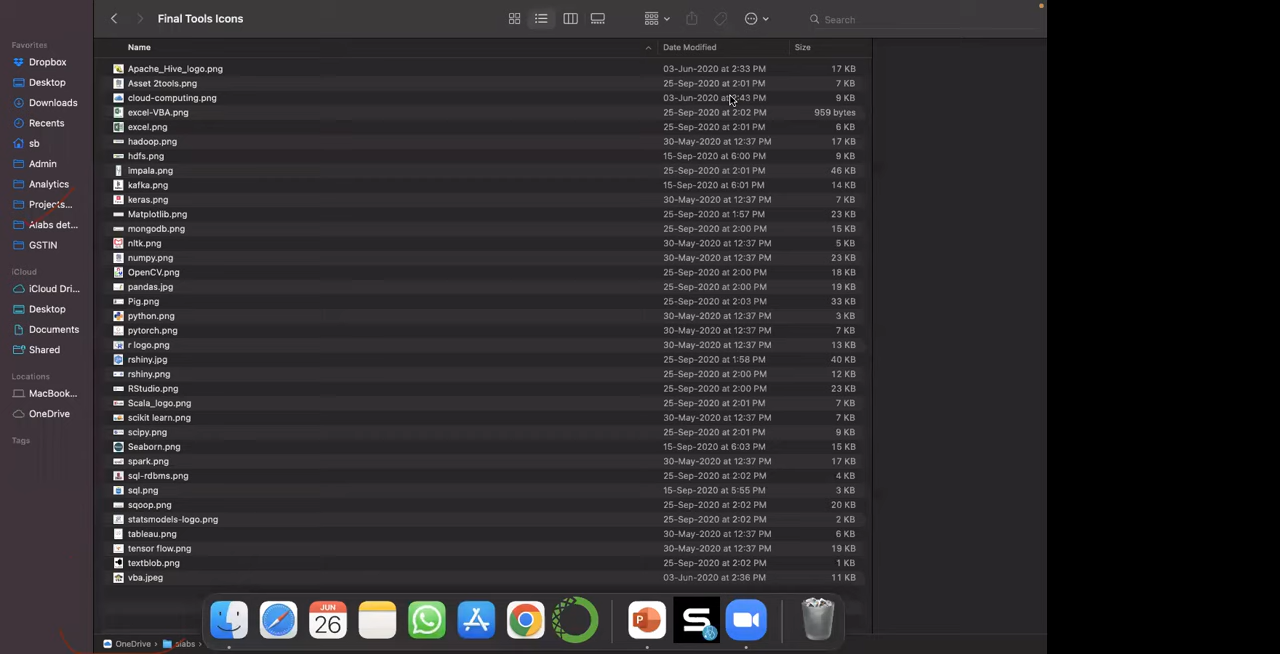 Final Tools Icons
Search
Favorites
Dropbox
Desktop
Downloads
Recents
sb
Admin
Analytics
Projects...
Alabs det...
GSTIN
iCloud
iCloud Dri...
Desktop
Documents
Shared
Locations
MacBook...
OneDrive
Tags
Name Date Modified Size
Apache_Hive_logo.png 03-Jun-2020 at 2:33 PM 17 KB
Asset 2tools.png 25-Sep-2020 at 2:01 PM 7 KB
cloud-computing.png 03-Jun-2020 at :43 PM 9 KB
excel-VBA.png 25-Sep-2020 at 2:02 PM 959 bytes
excel.png 25-Sep-2020 at 2:01 PM 6 KB
hadoop.png 30-May-2020 at 12:37 PM 17 KB
hdfs.png 15-Sep-2020 at 6:00 PM 9 KB
impala.png 25-Sep-2020 at 2:01 PM 46 KB
kafka.png 15-Sep-2020 at 6:01 PM 14 KB
keras.png 30-May-2020 at 12:37 PM 7 KB
Matplotlib.png 25-Sep-2020 at 1:57 PM 23 KB
mongodb.png 25-Sep-2020 at 2:00 PM 15 KB
nltk.png 30-May-2020 at 12:37 PM 5 KB
numpy.png 30-May-2020 at 12:37 PM 23 KB
OpenCV.png 25-Sep-2020 at 2:00 PM 18 KB
pandas.jpg 25-Sep-2020 at 2:00 PM 19 KB
Pig.png 25-Sep-2020 at 2:03 PM 33 KB
python.png 30-May-2020 at 12:37 PM 3 KB
pytorch.png 30-May-2020 at 12:37 PM 7 KB
r logo.png 30-May-2020 at 12:37 PM 13 KB
rshiny.jpg 25-Sep-2020 at 1:58 PM 40 KB
rshiny.png 25-Sep-2020 at 2:00 PM 12 KB
RStudio.png 25-Sep-2020 at 2:00 PM 23 KB
Scala_logo.png 25-Sep-2020 at 2:01 PM 7 KB
scikit learn.png 30-May-2020 at 12:37 PM 7 KB
scipy.png 25-Sep-2020 at 2:01 PM 9 KB
Seaborn.png 15-Sep-2020 at 6:03 PM 15 KB
spark.png 30-May-2020 at 12:37 PM 17 KB
sql-rdbms.png 25-Sep-2020 at 2:02 PM 4 KB
sql.png 15-Sep-2020 at 5:55 PM 3 KB
sqoop.png 25-Sep-2020 at 2:02 PM 20 KB
statsmodels-logo.png 25-Sep-2020 at 2:02 PM 2 KB
tableau.png 30-May-2020 at 12:37 PM 6 KB
tensor flow.png 30-May-2020 at 12:37 PM 19 KB
textblob.png 25-Sep-2020 at 2:02 PM 1 KB
vba.jpeg 03-Jun-2020 at 2:36 PM 11 KB
JUN
26
P
S
OneDrive › alabs ›